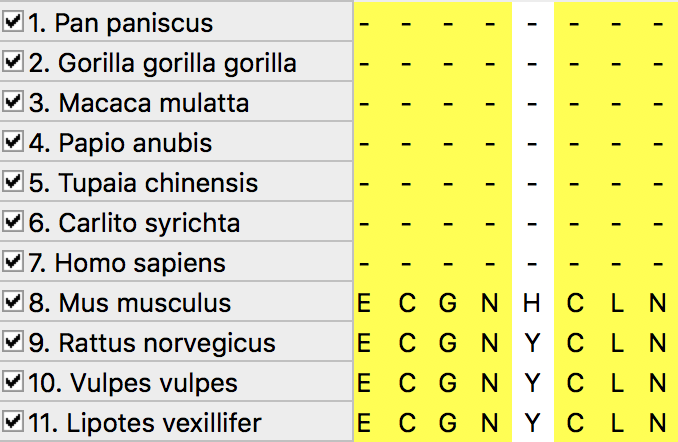 1. Pan paniscus - - - - - - - -
2. Gorilla gorilla gorilla - - - - - - - -
3. Macaca mulatta - - - - - - - -
4. Papio anubis - - - - - - - -
5. Tupaia chinensis - - - - - - - -
6. Carlito syrichta - - - - - - - -
7. Homo sapiens - - - - - - - -
8. Mus musculus E C G N H C L N
9. Rattus norvegicus E C G N Y C L N
10. Vulpes vulpes E C G N Y C L N
11. Lipotes vexillifer E C G N Y C L N